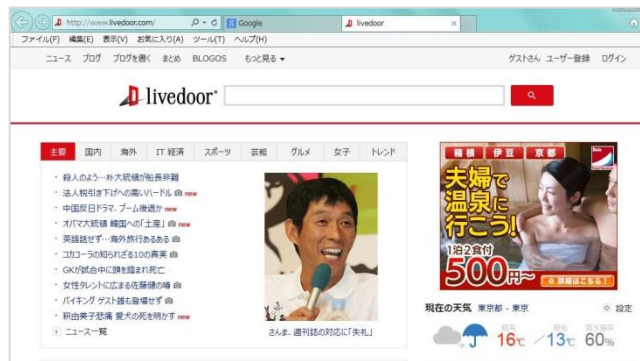 http://www.livedoor.com/
Google
livedoor
ファイル(F) 編集(E) 表示(V) お気に入り(A) ツール(T) ヘルプ(H)
ニュース ブログ ブログを書く まとめ BLOGOS もっと見る ゲストさん ユーザー登録 ログイン
livedoor
主要 国内 海外 IT 経済 スポーツ 芸能 グルメ 女子 トレンド
殺人のよう…朴大統領が船長非難
法人税引き下げへの高いハードル new
中国反日ドラマ、ブーム後退か new
オバマ大統領 韓国への「土産」 new
英語話せず…海外旅行あるある
コカコーラの知られざる10の真実
GKが試合中に頭を踏まれ死亡
女性タレントに広まる佐藤健の噂
バイキング ゲスト誰も登場せず
釈由美子悲痛 愛犬の死を明かす new
ニュース一覧
さんま、週刊誌の対応に「失礼」
箱根 伊豆 京都
夫婦で
温泉に
行こう!
1泊2食付
500円~
詳細はこちら!
現在の天気 東京都 - 東京 設定
最高 16℃ / 最低 13℃ 降水確率 60%